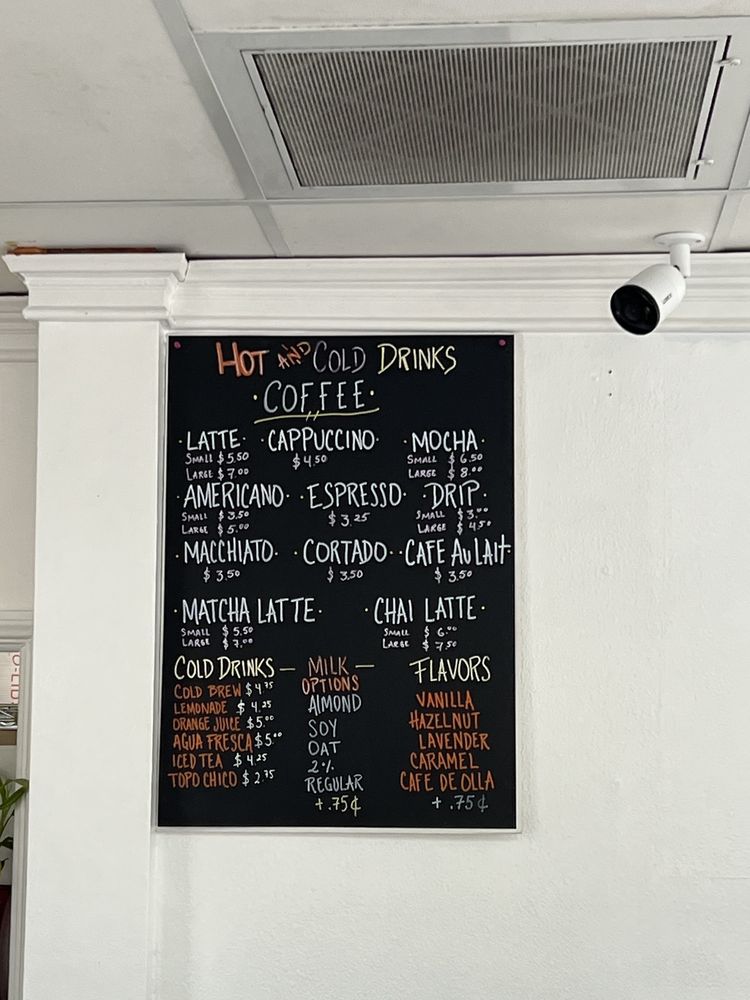 HOT AND COLD DRINKS
·COFFEE·
·LATTE· ·CAPPUCCINO· ·MOCHA·
SMALL $5.50 $4.50 SMALL $6.50
LARGE $7.00 LARGE $8.00
·AMERICANO· ·ESPRESSO· ·DRIP·
SMALL $3.50 $3.25 SMALL $3.00
LARGE $5.00 LARGE $4.50
·MACCHIATO· ·CORTADO· ·CAFE AU LAIT·
$3.50 $3.50 $3.50
·MATCHA LATTE· ·CHAI LATTE·
SMALL $5.50 SMALL $6.00
LARGE $7.00 LARGE $7.50
COLD DRINKS — MILK OPTIONS — FLAVORS
COLD BREW $4.75
LEMONADE $4.25
ORANGE JUICE $5.00
AGUA FRESCA $5.00
ICED TEA $4.25
TOPO CHICO $2.75
ALMOND
SOY
OAT
2%
REGULAR
+.75¢
VANILLA
HAZELNUT
LAVENDER
CARAMEL
CAFE DE OLLA
+.75¢